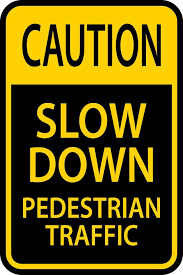 CAUTION
SLOW
DOWN
PEDESTRIAN
TRAFFIC